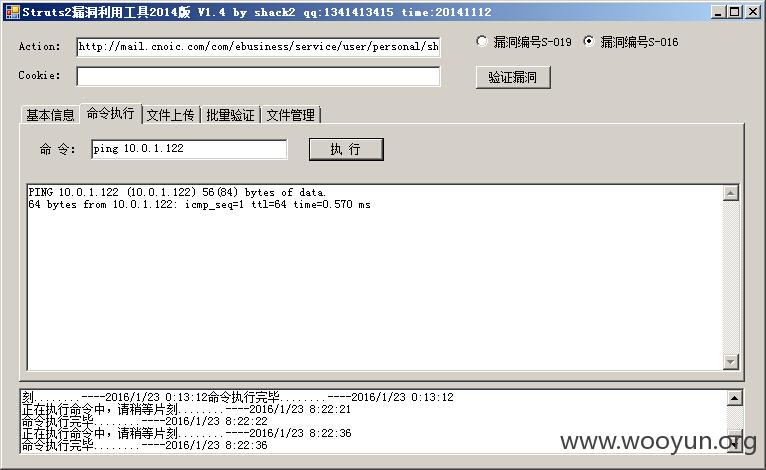 Struts2漏洞利用工具2014版 V1.4 by shack2 qq:1341413415 time:20141112
Action: http://mail.cnoic.com/com/ebusiness/service/user/personal/sh
漏洞编号S-019 漏洞编号S-016
Cookie:
验证漏洞
基本信息 命令执行 文件上传 批量验证 文件管理
命 令: ping 10.0.1.122 执 行
PING 10.0.1.122 (10.0.1.122) 56(84) bytes of data.
64 bytes from 10.0.1.122: icmp_seq=1 ttl=64 time=0.570 ms
刻........----2016/1/23 0:13:12命令执行完毕........----2016/1/23 0:13:12
正在执行命令中，请稍等片刻........----2016/1/23 8:22:21
命令执行完毕........----2016/1/23 8:22:22
正在执行命令中，请稍等片刻........----2016/1/23 8:22:36
命令执行完毕........----2016/1/23 8:22:36
www.wooyun.org